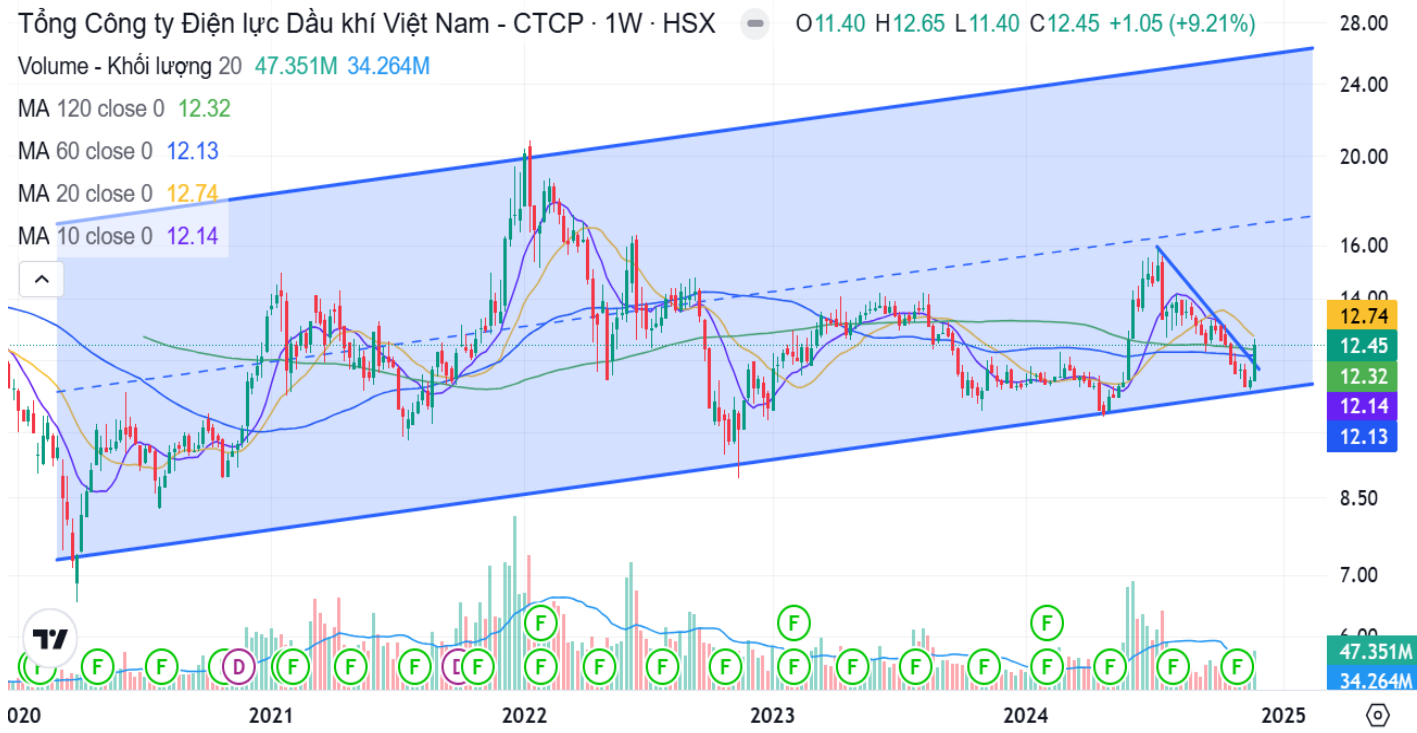 Tổng Công ty Điện lực Dầu khí Việt Nam - CTCP · 1W · HSX O11.40 H12.65 L11.40 C12.45 +1.05 (+9.21%)
Volume - Khối lượng 20 47.351M 34.264M
MA 120 close 0 12.32
MA 60 close 0 12.13
MA 20 close 0 12.74
MA 10 close 0 12.14
28.00
24.00
20.00
16.00
14.00
12.74
12.45
12.32
12.14
12.13
8.50
7.00
6.00
47.351M
34.264M
F F F
F F F D F F F D F F F F F F F F F F F F F
2020 2021 2022 2023 2024 2025